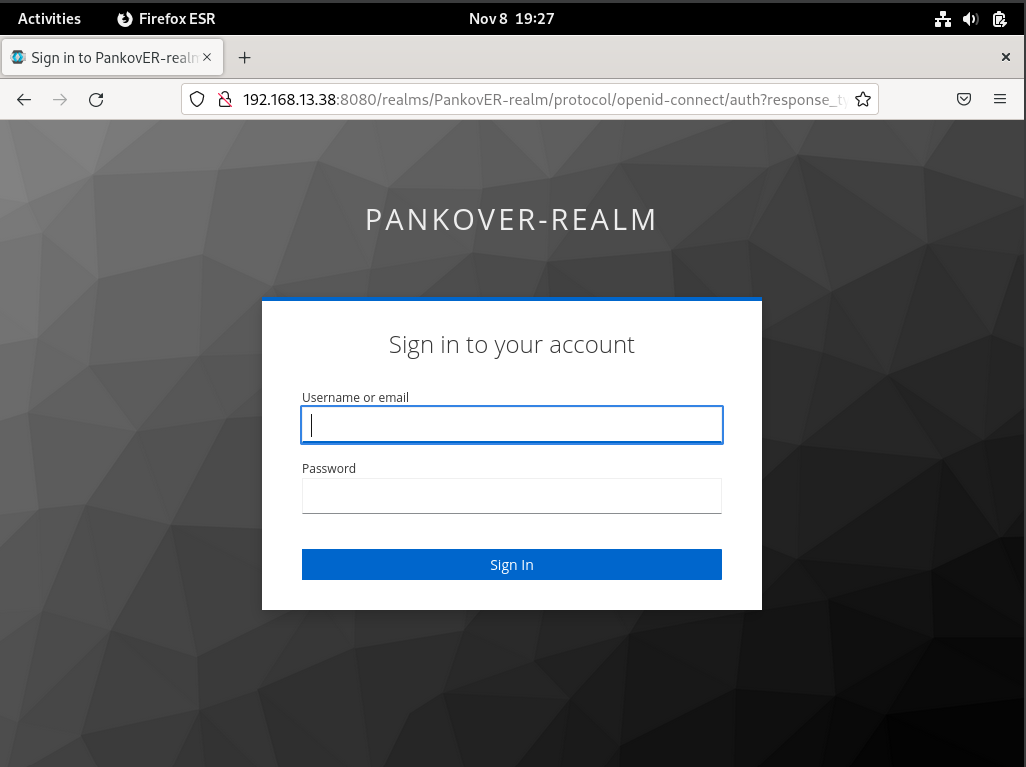 Activities Firefox ESR Nov 8 19:27
Sign in to PankovER-realm
192.168.13.38:8080/realms/PankovER-realm/protocol/openid-connect/auth?response_ty
PANKOVER-REALM
Sign in to your account
Username or email
Password
Sign In